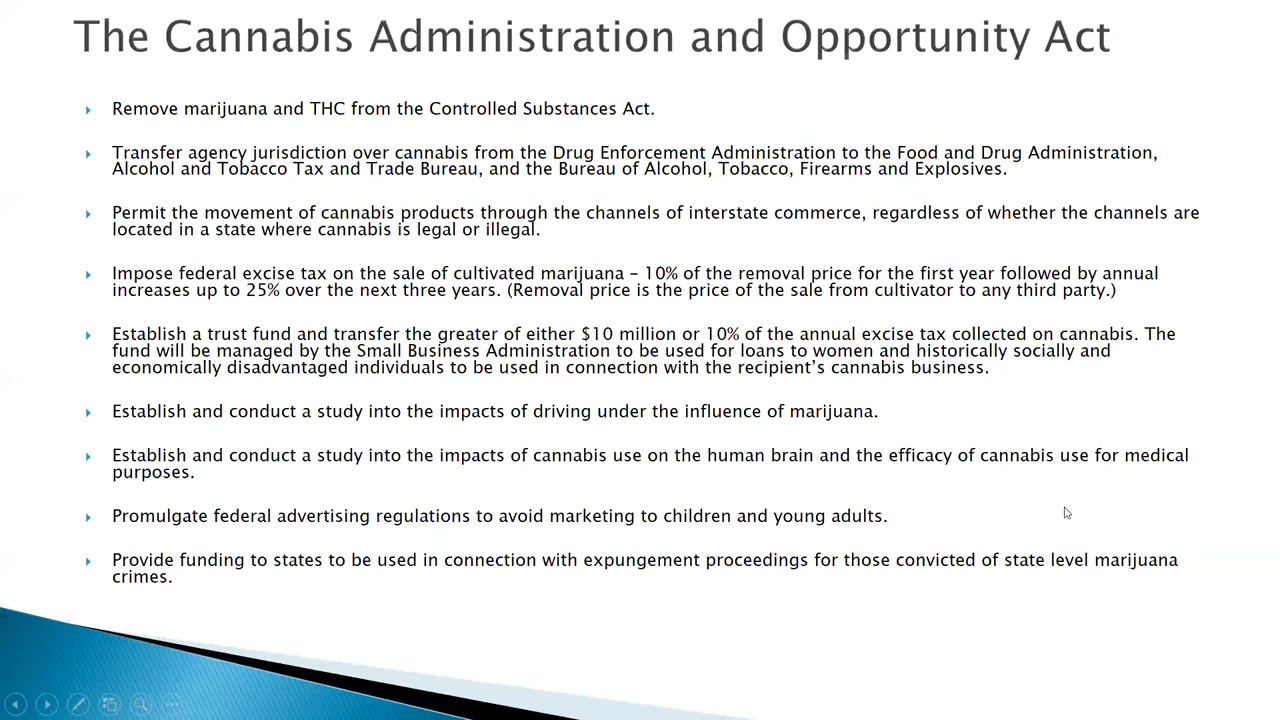 The Cannabis Administration and Opportunity Act
Remove marijuana and THC from the Controlled Substances Act.
Transfer agency jurisdiction over cannabis from the Drug Enforcement Administration to the Food and Drug Administration,
Alcohol and Tobacco Tax and Trade Bureau, and the Bureau of Alcohol, Tobacco, Firearms and Explosives.
Permit the movement of cannabis products through the channels of interstate commerce, regardless of whether the channels are
located in a state where cannabis is legal or illegal.
Impose federal excise tax on the sale of cultivated marijuana – 10% of the removal price for the first year followed by annual
increases up to 25% over the next three years. (Removal price is the price of the sale from cultivator to any third party.)
Establish a trust fund and transfer the greater of either $10 million or 10% of the annual excise tax collected on cannabis. The
fund will be managed by the Small Business Administration to be used for loans to women and historically socially and
economically disadvantaged individuals to be used in connection with the recipient's cannabis business.
Establish and conduct a study into the impacts of driving under the influence of marijuana.
Establish and conduct a study into the impacts of cannabis use on the human brain and the efficacy of cannabis use for medical
purposes.
Promulgate federal advertising regulations to avoid marketing to children and young adults.
Provide funding to states to be used in connection with expungement proceedings for those convicted of state level marijuana
crimes.